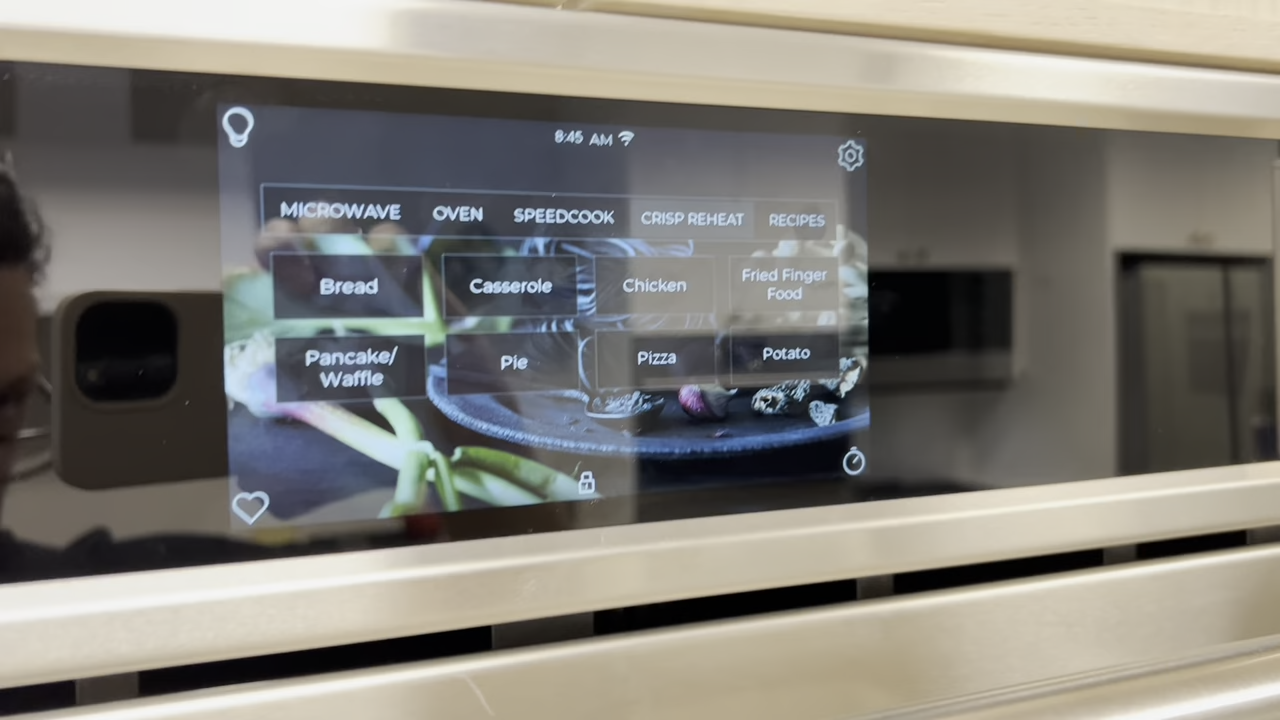 8:45 AM
MICROWAVE OVEN SPEEDCOOK CRISP REHEAT RECIPES
Bread Casserole Chicken Fried Finger
Food
Pancake/
Waffle Pie Pizza Potato